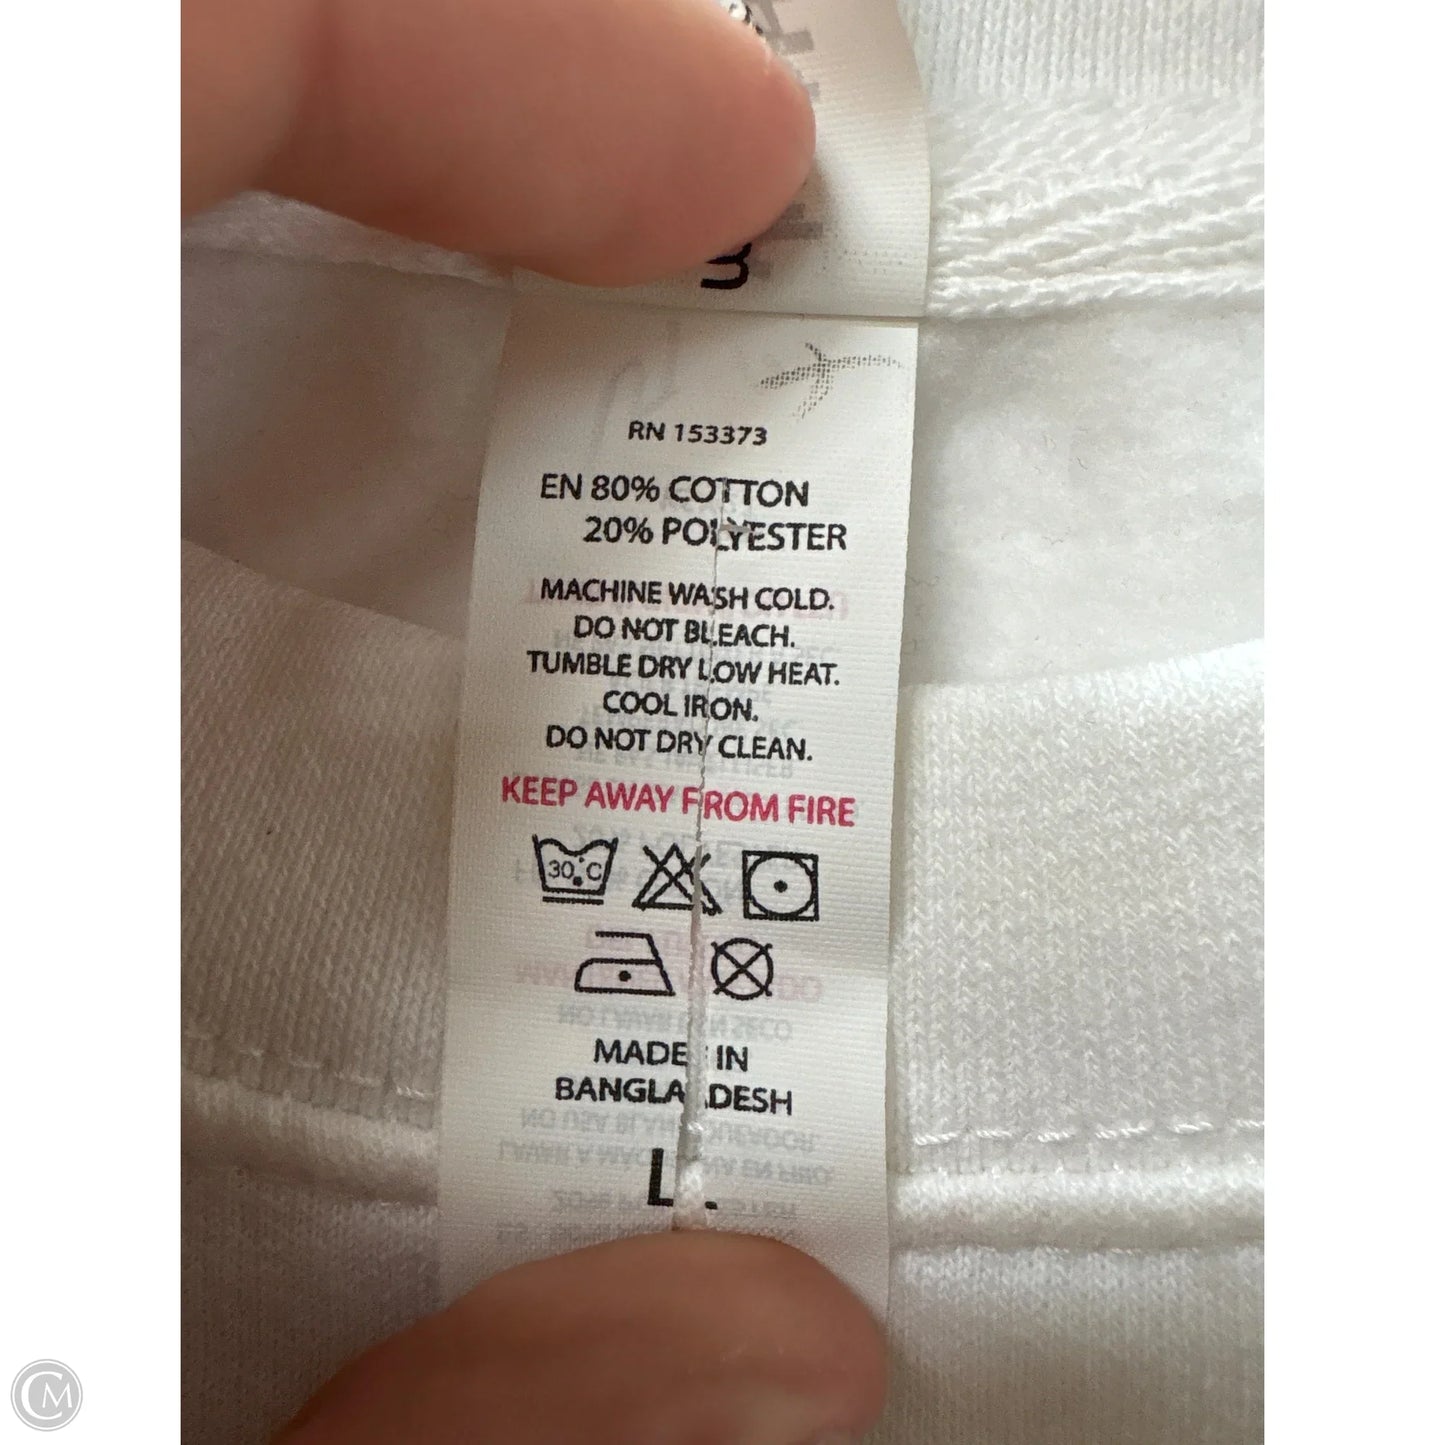 RN 153373
EN 80% COTTON
20% POLYESTER
MACHINE WASH COLD.
DO NOT BLEACH.
TUMBLE DRY LOW HEAT.
COOL IRON.
DO NOT DRY CLEAN.
KEEP AWAY FROM FIRE
30°C
MADE IN
BANGLADESH
L
CM